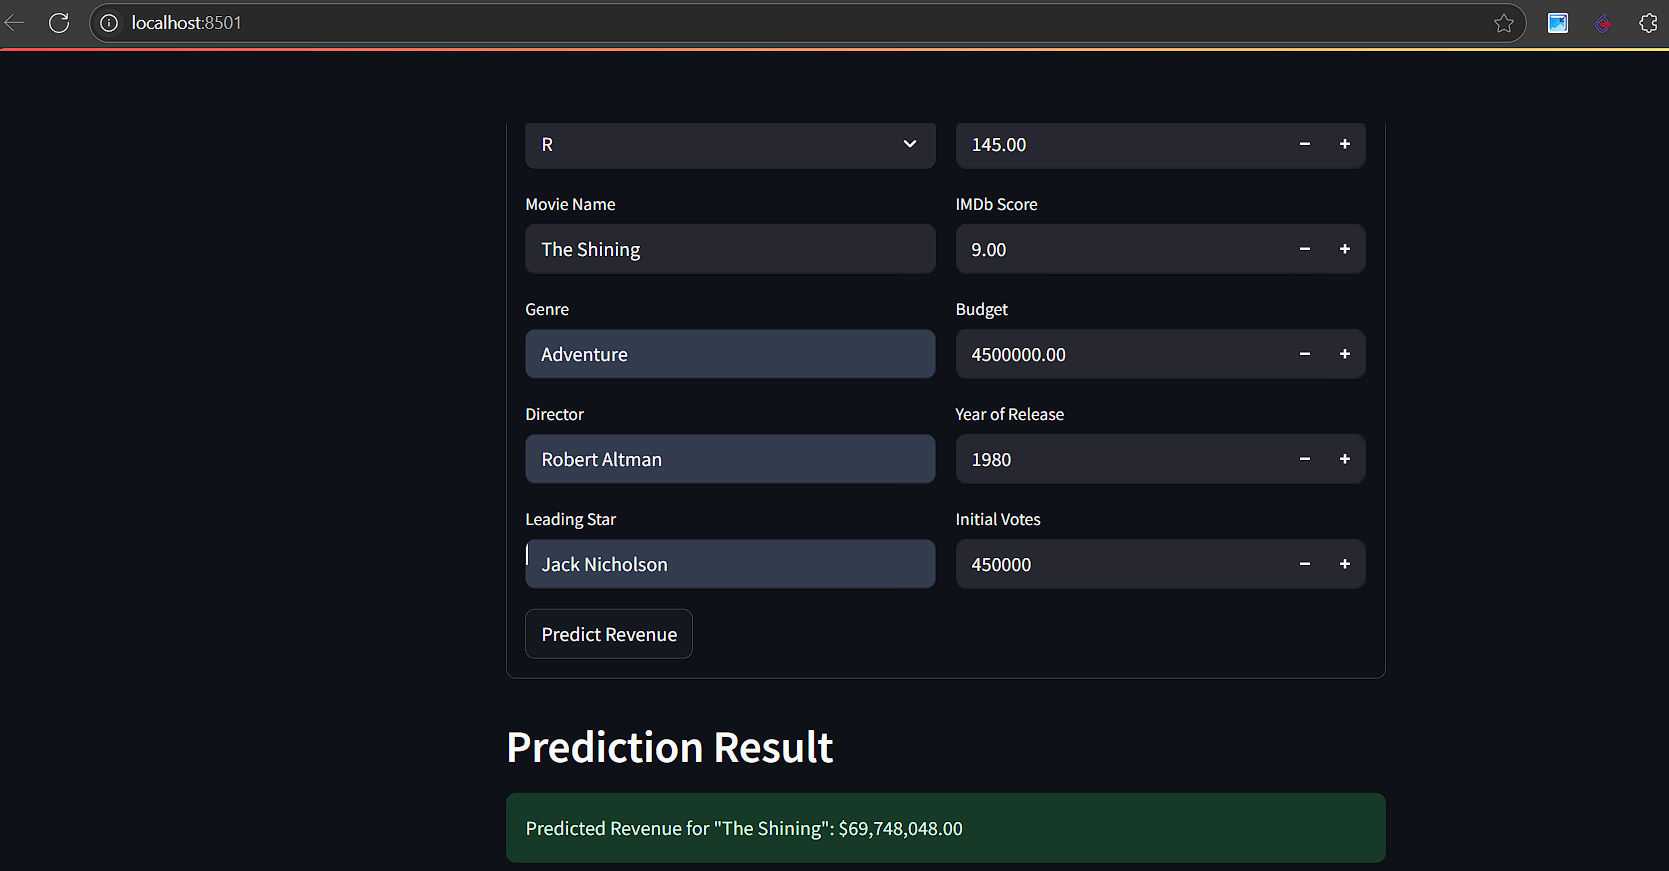 localhost:8501
R
145.00
Movie Name
IMDb Score
The Shining
9.00
Genre
Budget
Adventure
4500000.00
Director
Year of Release
Robert Altman
1980
Leading Star
Initial Votes
Jack Nicholson
450000
Predict Revenue
Prediction Result
Predicted Revenue for "The Shining": $69,748,048.00